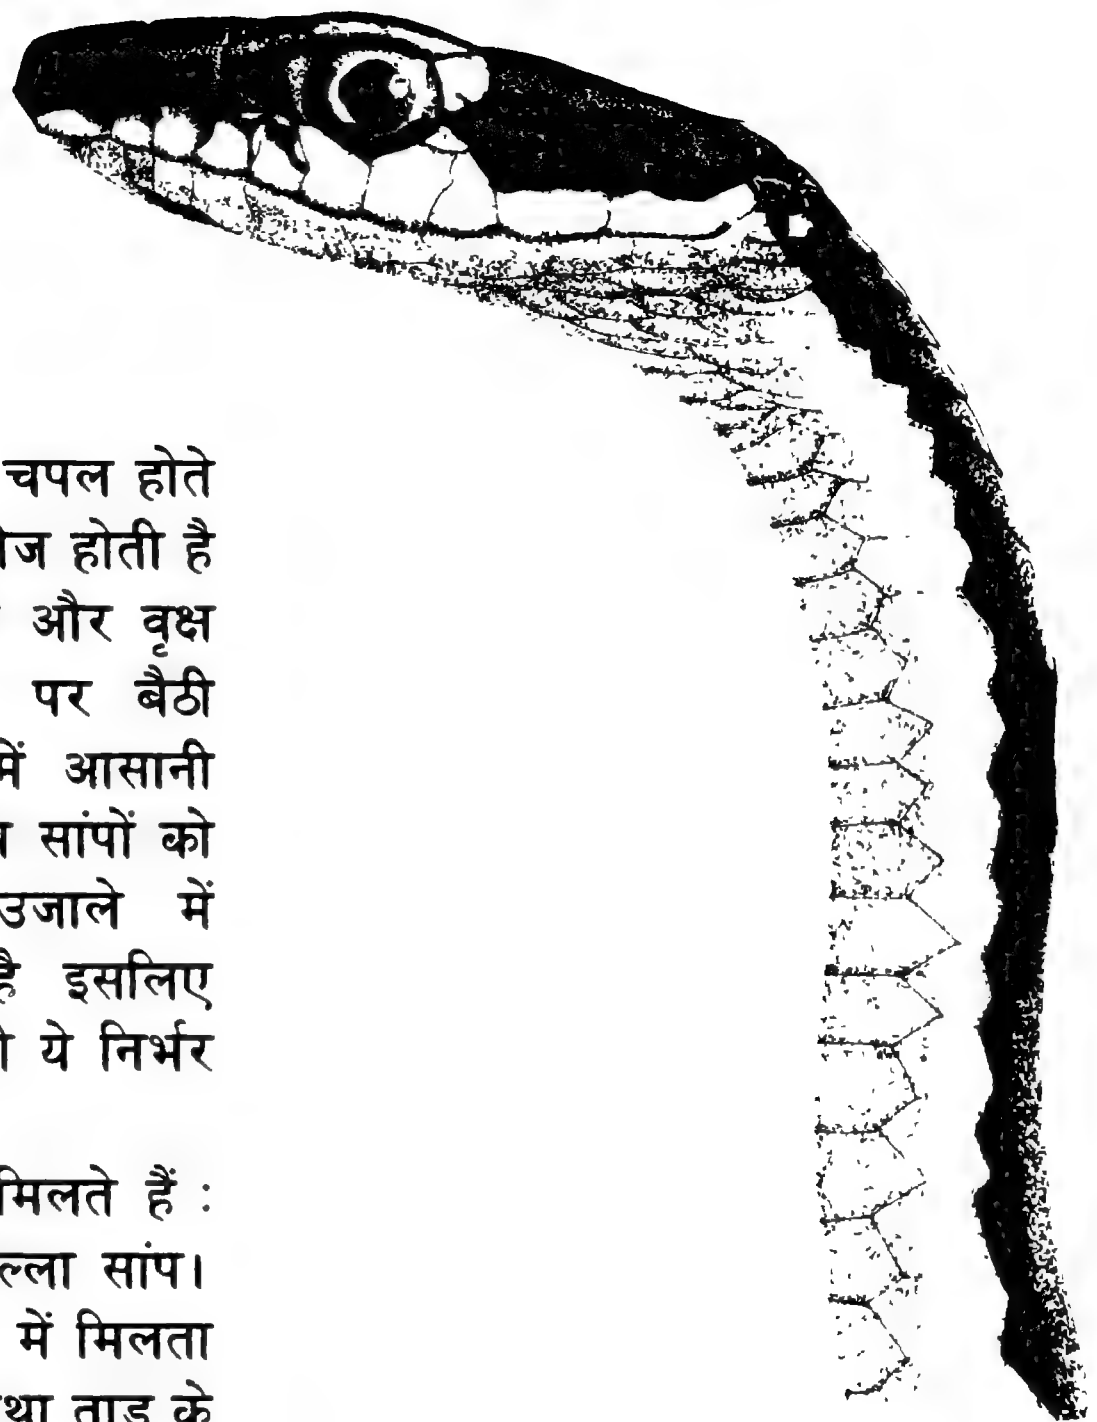 चपल होते
होती है
और वृक्ष
पर बैठी
में आसानी
सांपों को
उजाले में
है इसलिए
ये निर्भर
मिलते हैं :
सांप।
में मिलता
ताड़ के